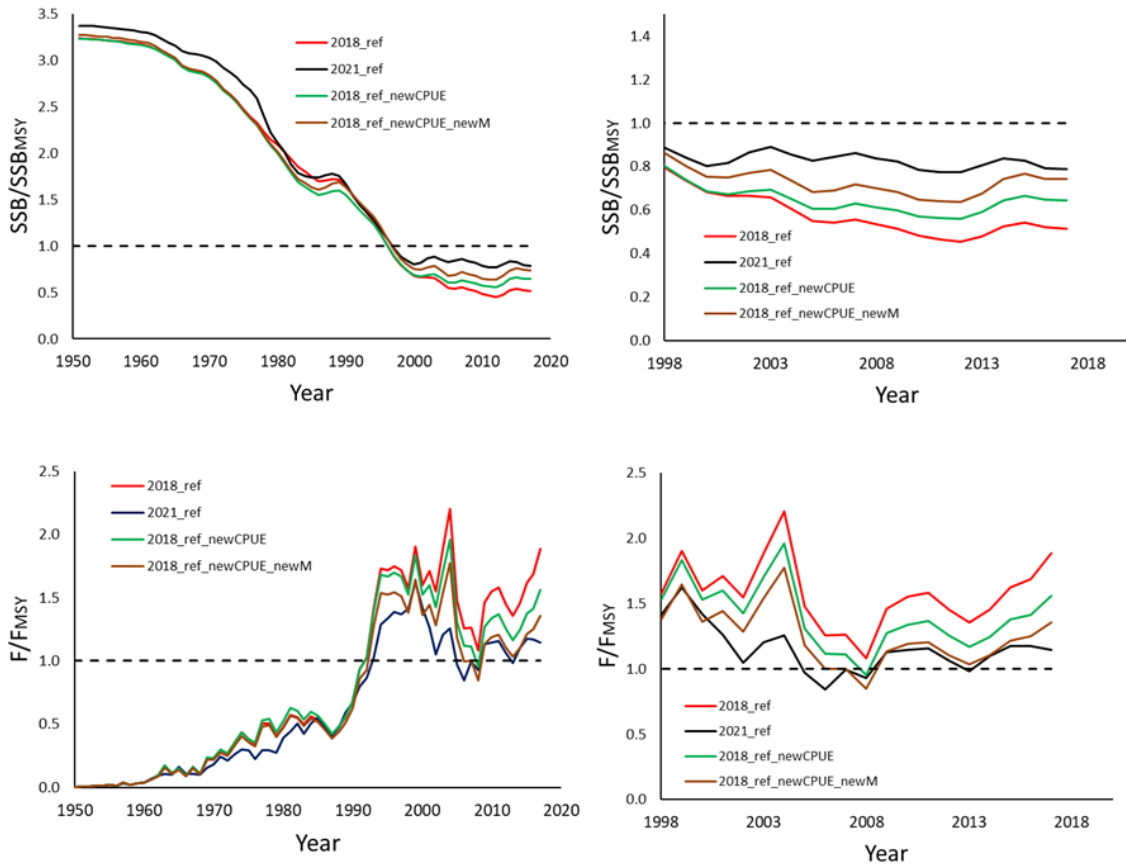 3.5
3.0
2.5
2.0
1.5
1.0
0.5
0.0
SSB/SSBMSY
2018_ref
2021_ref
2018_ref_newCPUE
2018_ref_newCPUE_newM
1950 1960 1970 1980 1990 2000 2010 2020
Year
1.4
1.2
1.0
0.8
0.6
0.4
0.2
0.0
SSB/SSBMSY
2018_ref
2021_ref
2018_ref_newCPUE
2018_ref_newCPUE_newM
1998 2003 2008 2013 2018
Year
2.5
2.0
1.5
1.0
0.5
0.0
F/FMSY
2018_ref
2021_ref
2018_ref_newCPUE
2018_ref_newCPUE_newM
1950 1960 1970 1980 1990 2000 2010 2020
Year
2.5
2.0
1.5
1.0
0.5
0.0
F/FMSY
2018_ref
2021_ref
2018_ref_newCPUE
2018_ref_newCPUE_newM
1998 2003 2008 2013 2018
Year